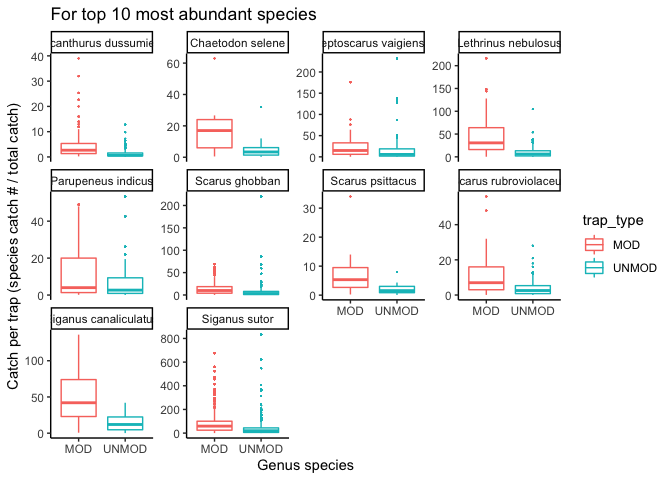 For top 10 most abundant species
Catch per trap (species catch # / total catch)
canthurus dussumie
Chaetodon selene
eptoscarus vaigiens
Lethrinus nebulosus
40
30
20
10
0
60
40
20
0
200
150
100
50
0
200
150
100
50
0
Parupeneus indicus
Scarus ghobban
Scarus psittacus
carus rubroviolaceu
40
20
0
200
150
100
50
0
30
20
10
0
40
20
0
MOD UNMOD
MOD UNMOD
iganus canaliculatu
Siganus sutor
100
50
0
800
600
400
200
0
MOD UNMOD
MOD UNMOD
Genus species
trap_type
MOD
UNMOD